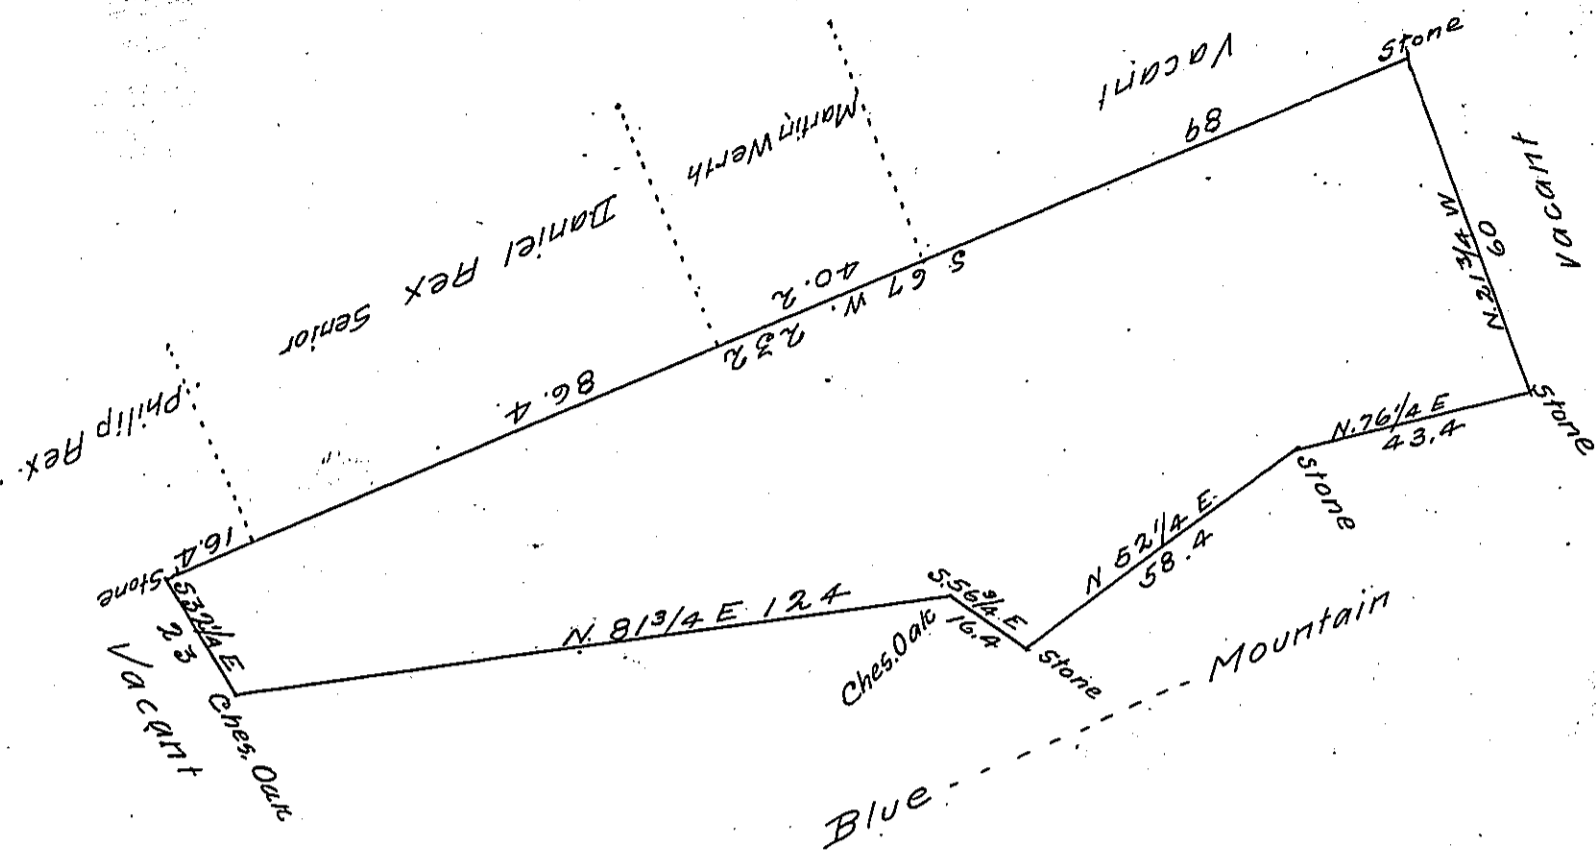 Stone
Vacant
89
Martin Werth
Daniel Rex Senior
Philip Rex.
S. 67 W. 232
40.2
86.4
16.4
Vacant
N.21 3/4 W
60
Stone
N.76 1/4 E
43.4
Stone
N 52 1/4 E.
58.4
Stone
S.56 3/4 E
16.4
Ches. Oak
N. 81 3/4 E 124
Stone
S32 1/4 E
23
Vacant
Ches. Oak
Blue Mountain